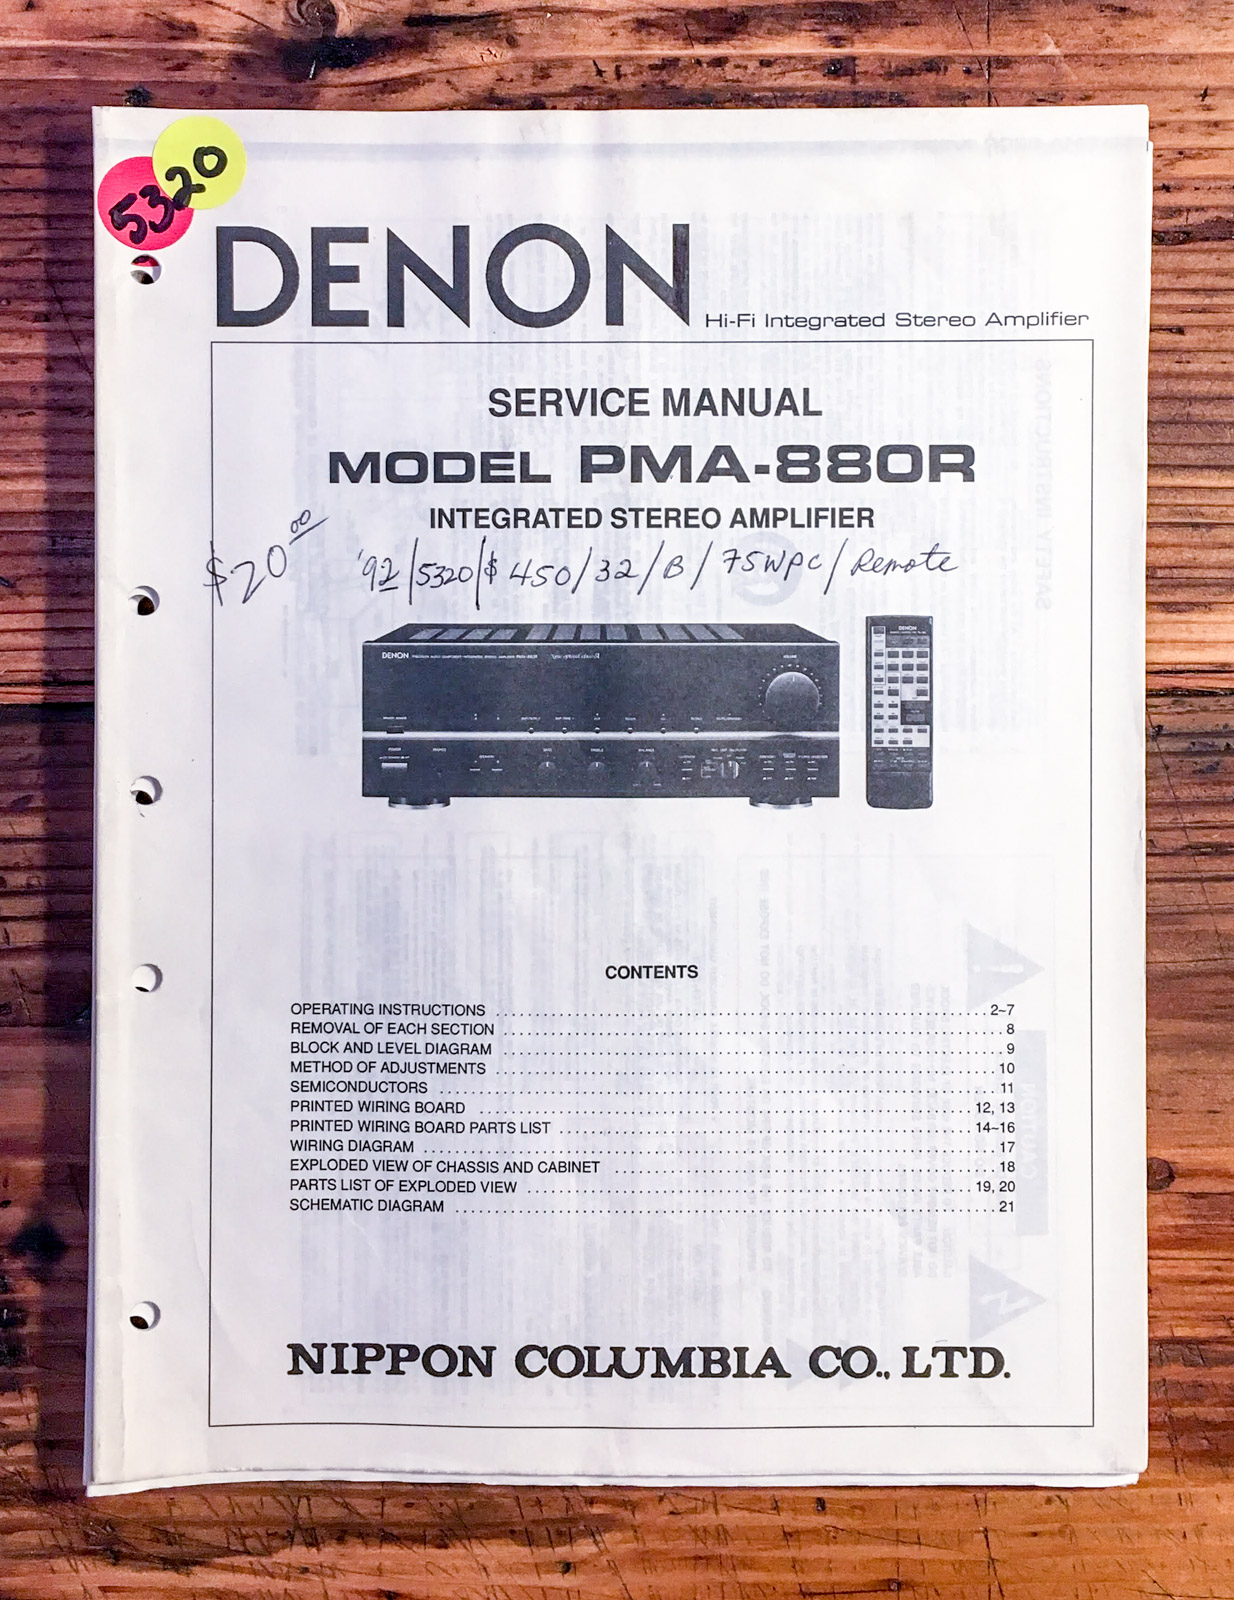 5320
DENON
Hi-Fi Integrated Stereo Amplifier
SERVICE MANUAL
MODEL PMA-880R
INTEGRATED STEREO AMPLIFIER
$20.00 '92/5320/$450/32/B/75WPC/Remote
DENON
VOLUME
DENON
CONTENTS
OPERATING INSTRUCTIONS 2~7
REMOVAL OF EACH SECTION 8
BLOCK AND LEVEL DIAGRAM 9
METHOD OF ADJUSTMENTS 10
SEMICONDUCTORS 11
PRINTED WIRING BOARD 12, 13
PRINTED WIRING BOARD PARTS LIST 14~16
WIRING DIAGRAM 17
EXPLODED VIEW OF CHASSIS AND CABINET 18
PARTS LIST OF EXPLODED VIEW 19, 20
SCHEMATIC DIAGRAM 21
NIPPON COLUMBIA CO., LTD.